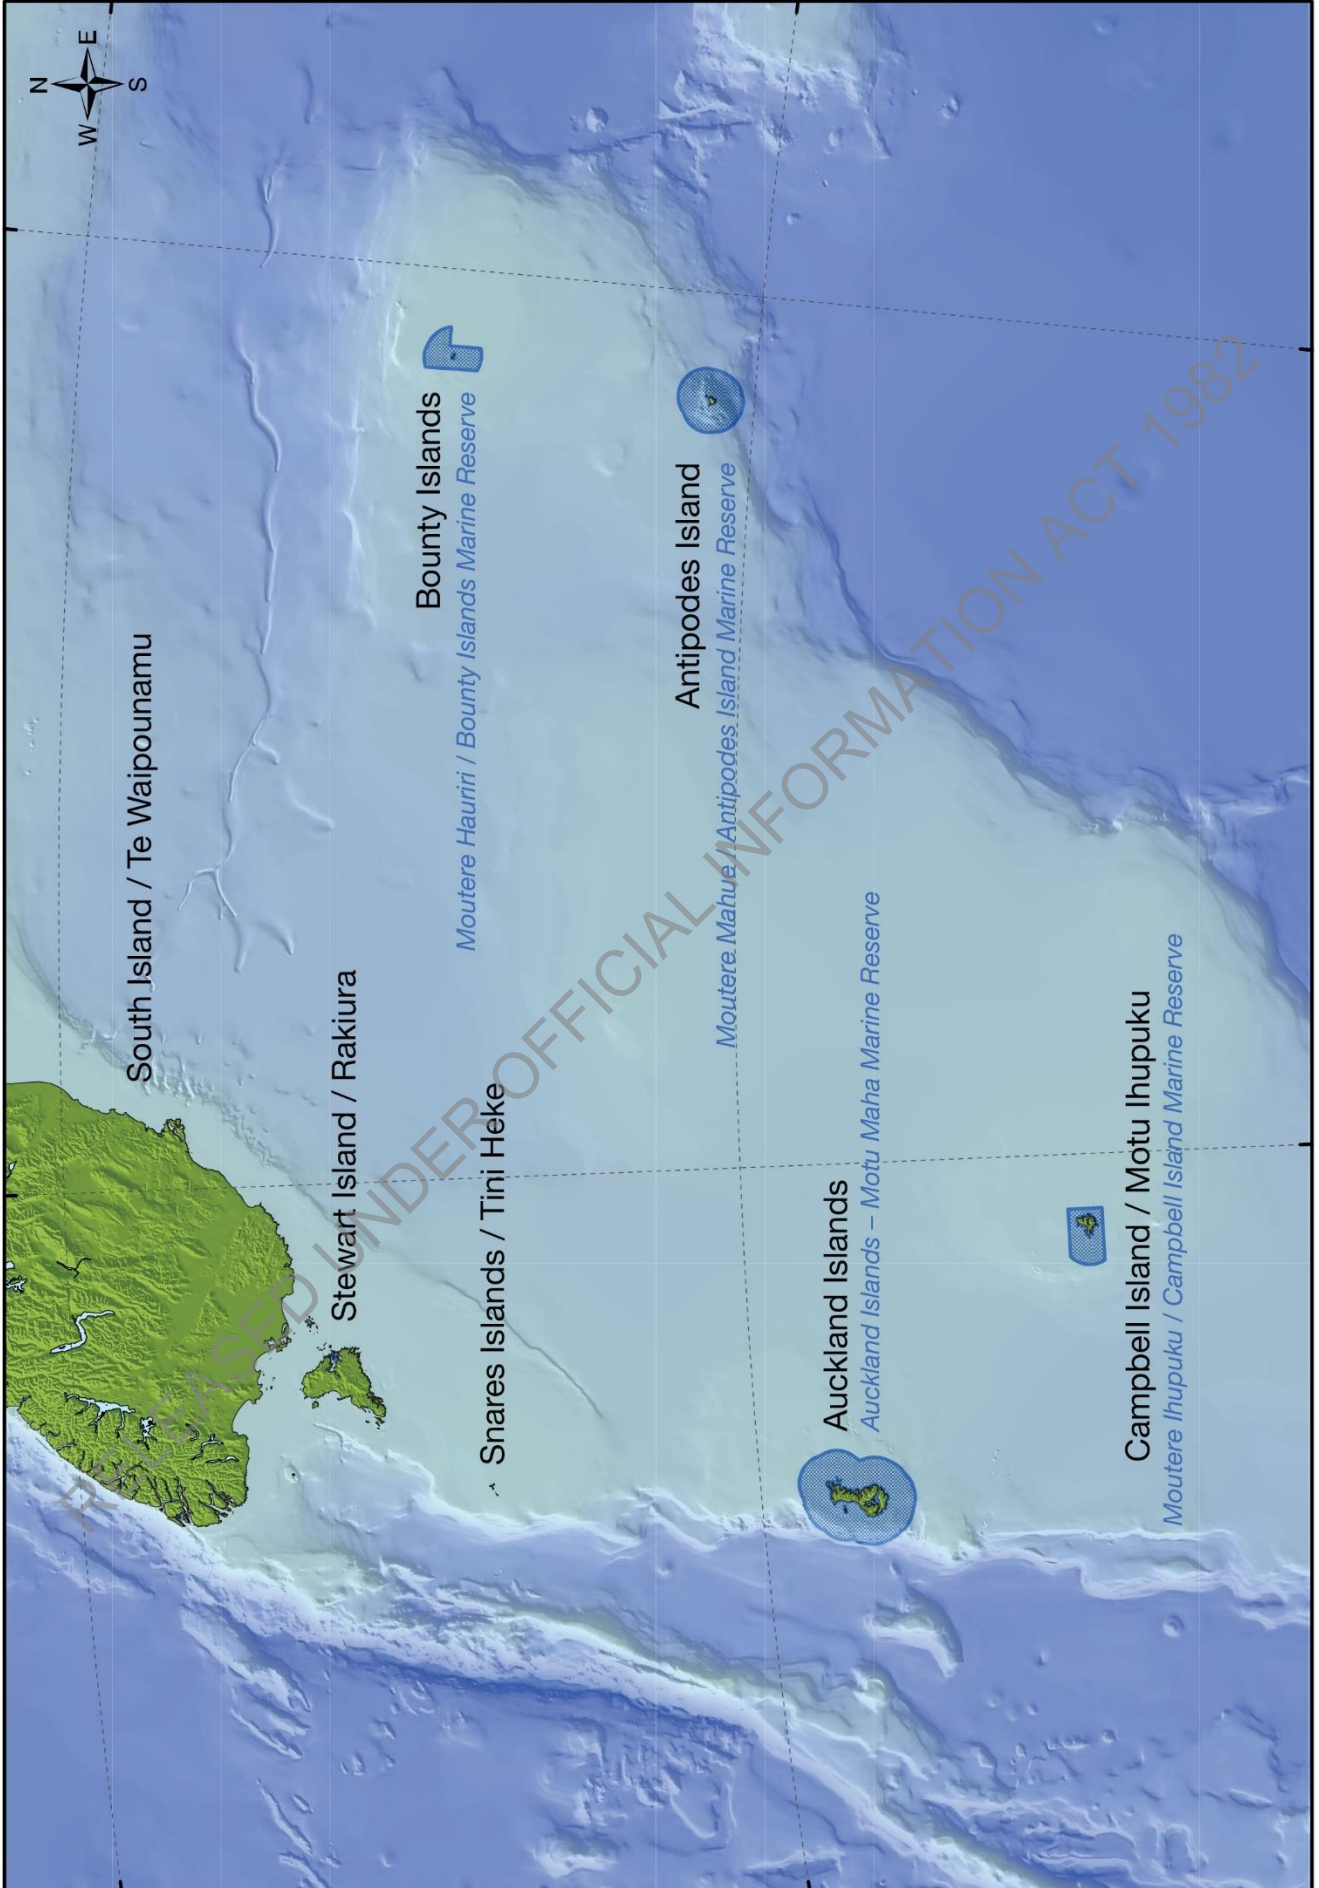 N
E
S
W
South Island / Te Waipounamu
Stewart Island / Rakiura
Snares Islands / Tini Heke
Bounty Islands
Moutere Hauriri / Bounty Islands Marine Reserve
Antipodes Island
Moutere Mahue / Antipodes Island Marine Reserve
Auckland Islands
Auckland Islands – Motu Maha Marine Reserve
Campbell Island / Motu Ihupuku
Moutere Ihupuku / Campbell Island Marine Reserve
RELEASED UNDER OFFICIAL INFORMATION ACT 1982